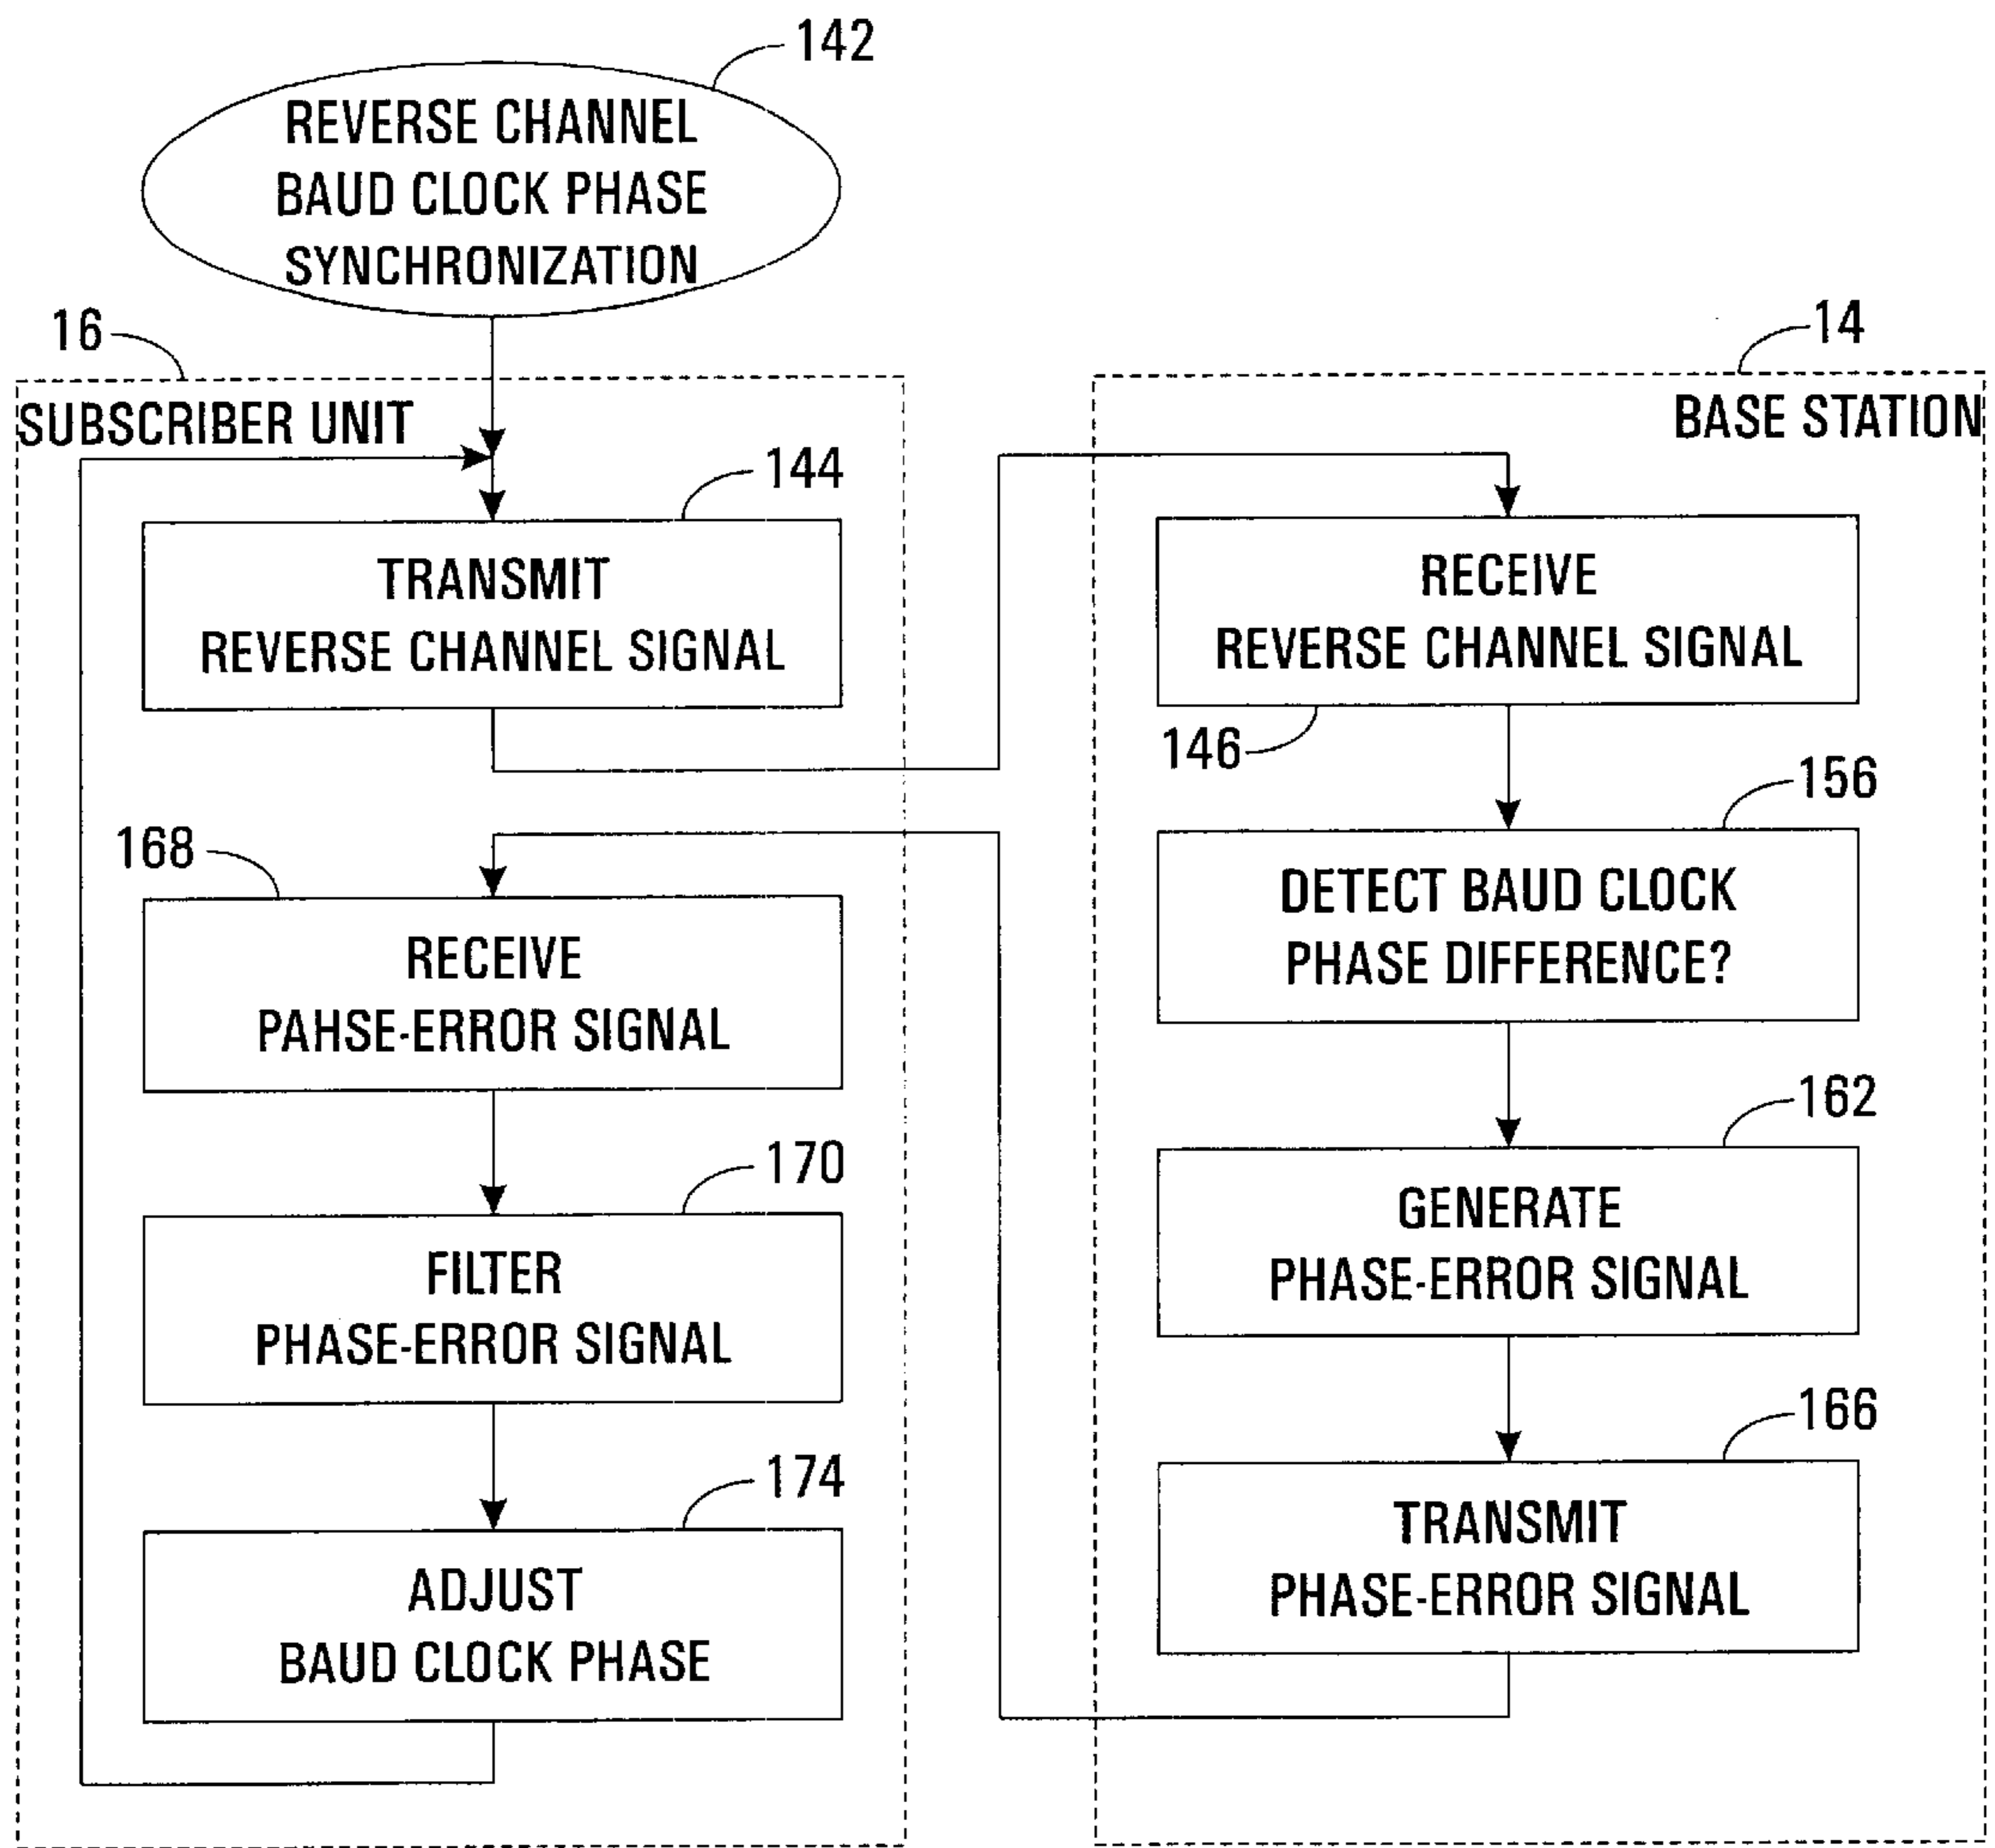 142
REVERSE CHANNEL
BAUD CLOCK PHASE
SYNCHRONIZATION
16
SUBSCRIBER UNIT
144
TRANSMIT
REVERSE CHANNEL SIGNAL
168
RECEIVE
PAHSE-ERROR SIGNAL
170
FILTER
PHASE-ERROR SIGNAL
174
ADJUST
BAUD CLOCK PHASE
14
BASE STATION
RECEIVE
REVERSE CHANNEL SIGNAL
146
156
DETECT BAUD CLOCK
PHASE DIFFERENCE?
162
GENERATE
PHASE-ERROR SIGNAL
166
TRANSMIT
PHASE-ERROR SIGNAL